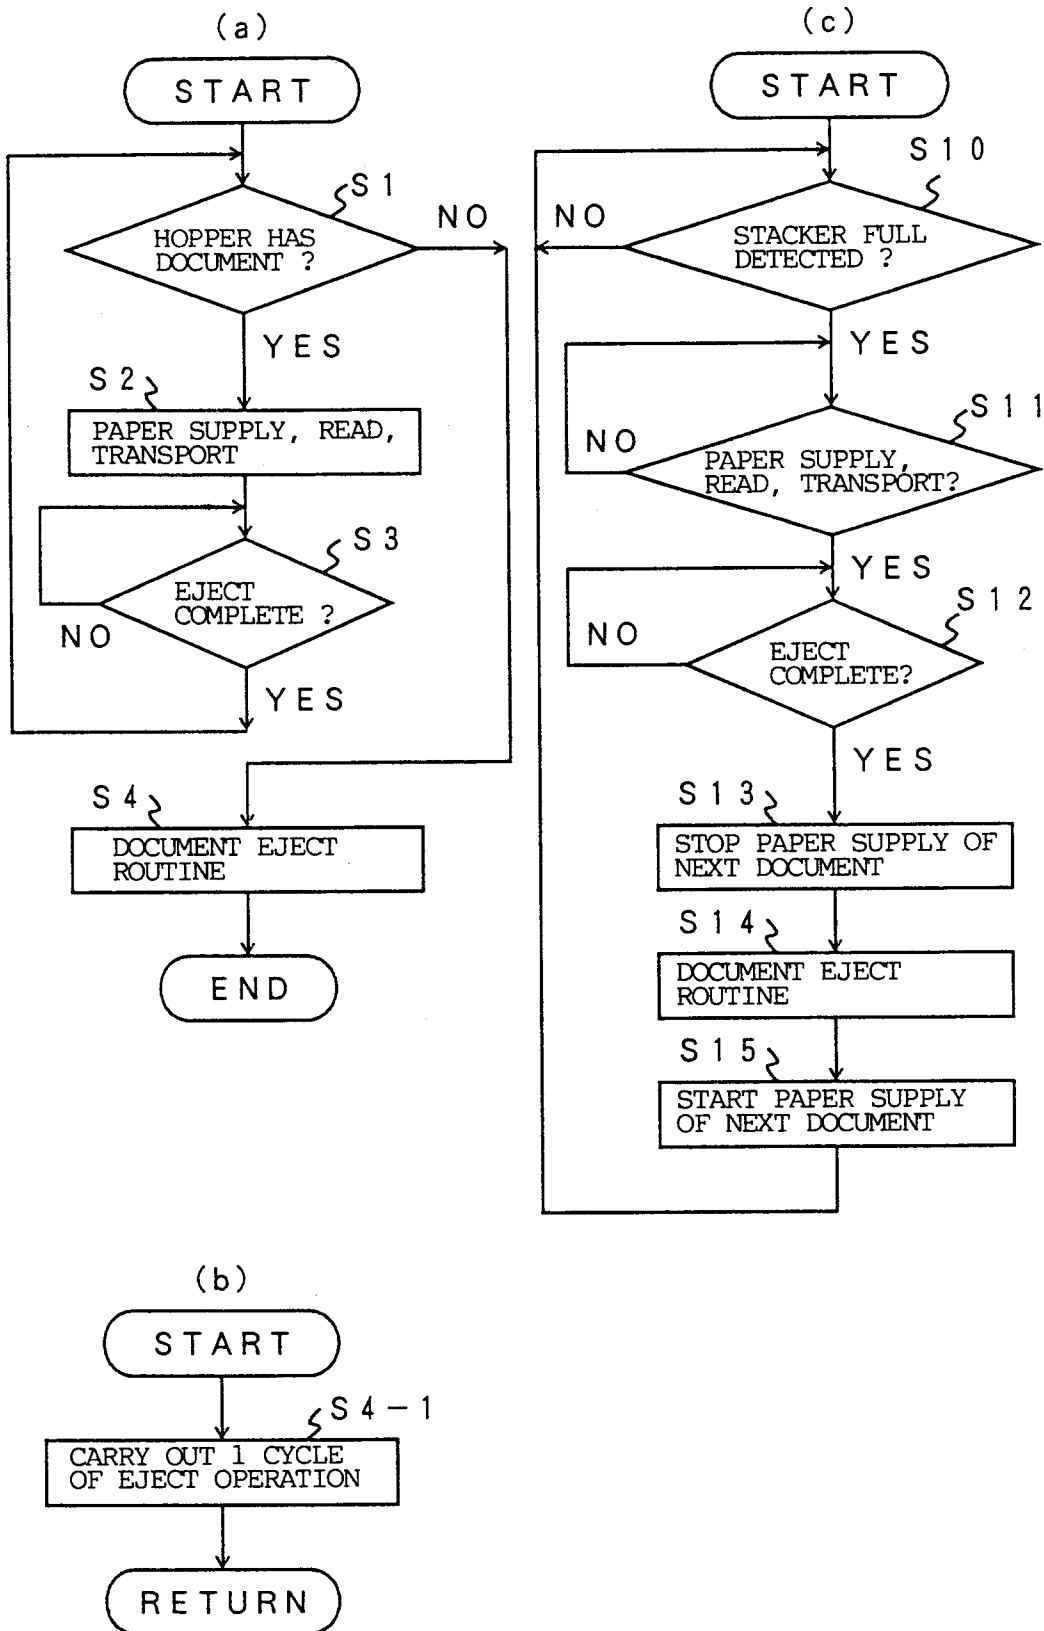 (a)
START
S1
HOPPER HAS
DOCUMENT ?
NO
YES
S2
PAPER SUPPLY, READ,
TRANSPORT
S3
EJECT
COMPLETE ?
NO
YES
S4
DOCUMENT EJECT
ROUTINE
END
(c)
START
S10
NO
STACKER FULL
DETECTED ?
YES
S11
NO
PAPER SUPPLY,
READ, TRANSPORT?
YES
S12
NO
EJECT
COMPLETE?
YES
S13
STOP PAPER SUPPLY OF
NEXT DOCUMENT
S14
DOCUMENT EJECT
ROUTINE
S15
START PAPER SUPPLY
OF NEXT DOCUMENT
(b)
START
S4-1
CARRY OUT 1 CYCLE
OF EJECT OPERATION
RETURN